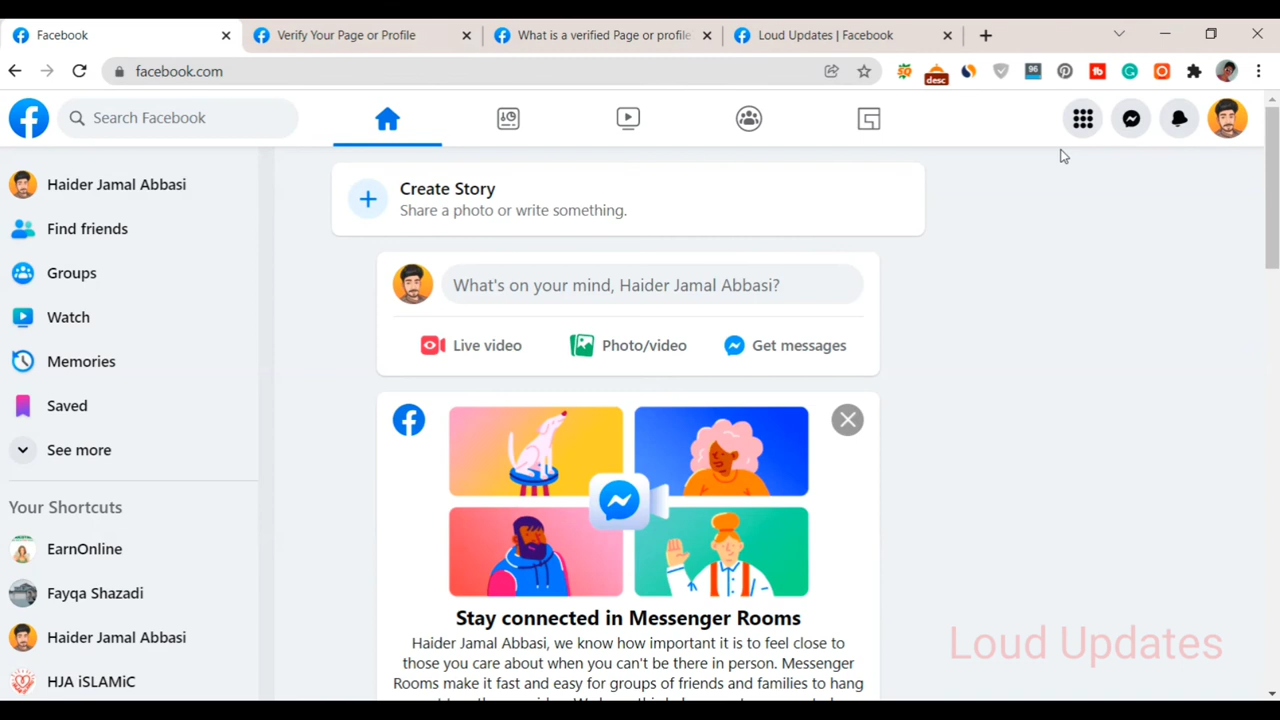 Facebook
Verify Your Page or Profile
What is a verified Page or profile
Loud Updates | Facebook
facebook.com
desc
96
Search Facebook
Haider Jamal Abbasi
Find friends
Groups
Watch
Memories
Saved
See more
Your Shortcuts
EarnOnline
Fayqa Shazadi
Haider Jamal Abbasi
HJA iSLAMiC
Create Story
Share a photo or write something.
What's on your mind, Haider Jamal Abbasi?
Live video
Photo/video
Get messages
Stay connected in Messenger Rooms
Haider Jamal Abbasi, we know how important it is to feel close to
those you care about when you can't be there in person. Messenger
Rooms make it fast and easy for groups of friends and families to hang
Loud Updates